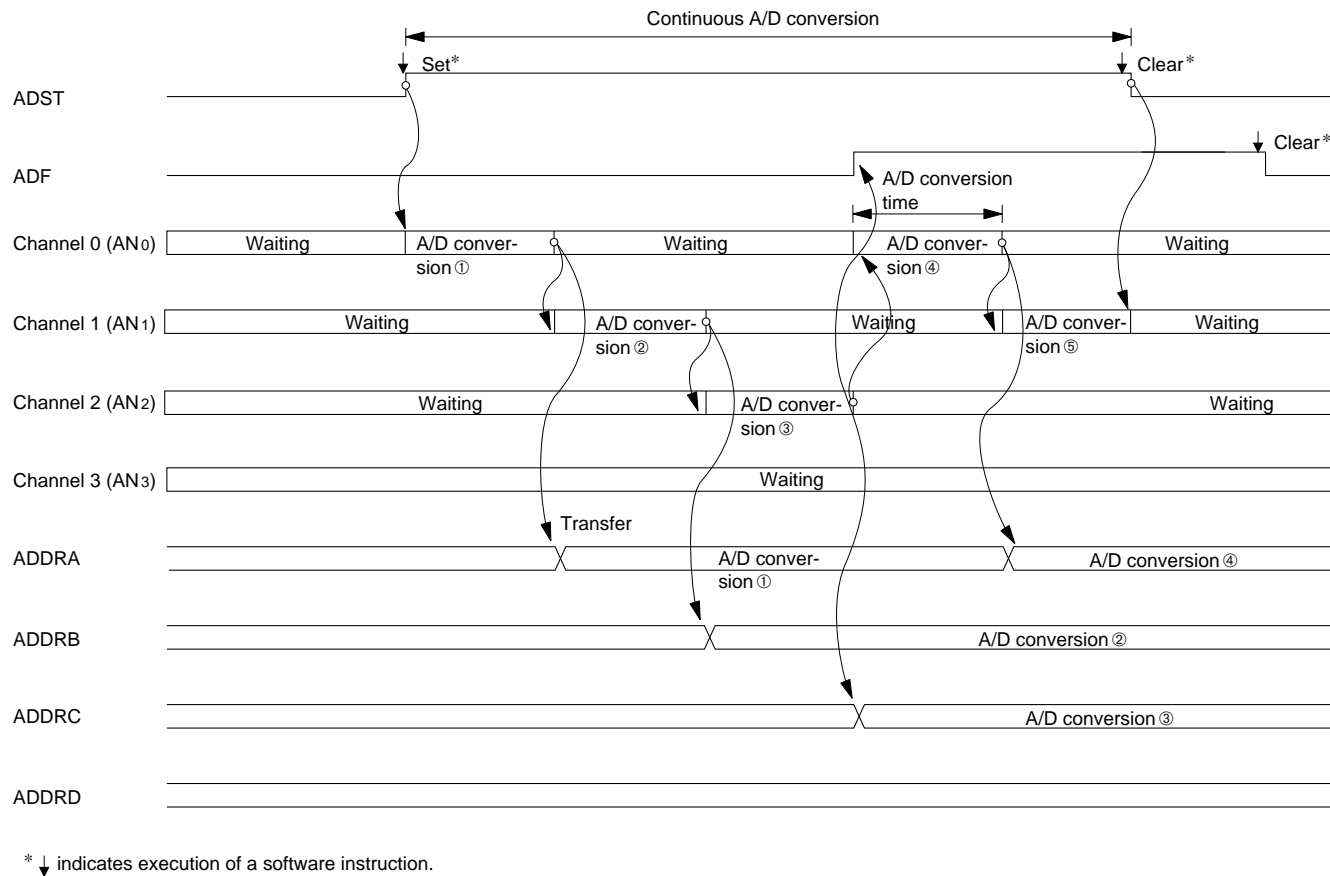 Continuous A/D conversion
Set* Clear*
ADST
Clear*
ADF
A/D conversion
time
Channel 0 (AN0) Waiting A/D conver- Waiting A/D conver- Waiting
sion ① sion ④
Channel 1 (AN1) Waiting A/D conver- Waiting A/D conver- Waiting
sion ② sion ⑤
Channel 2 (AN2) Waiting A/D conver- Waiting
sion ③
Channel 3 (AN3) Waiting
Transfer
ADDRA A/D conver- A/D conversion ④
sion ①
ADDRB A/D conversion ②
ADDRC A/D conversion ③
ADDRD
* ↓ indicates execution of a software instruction.